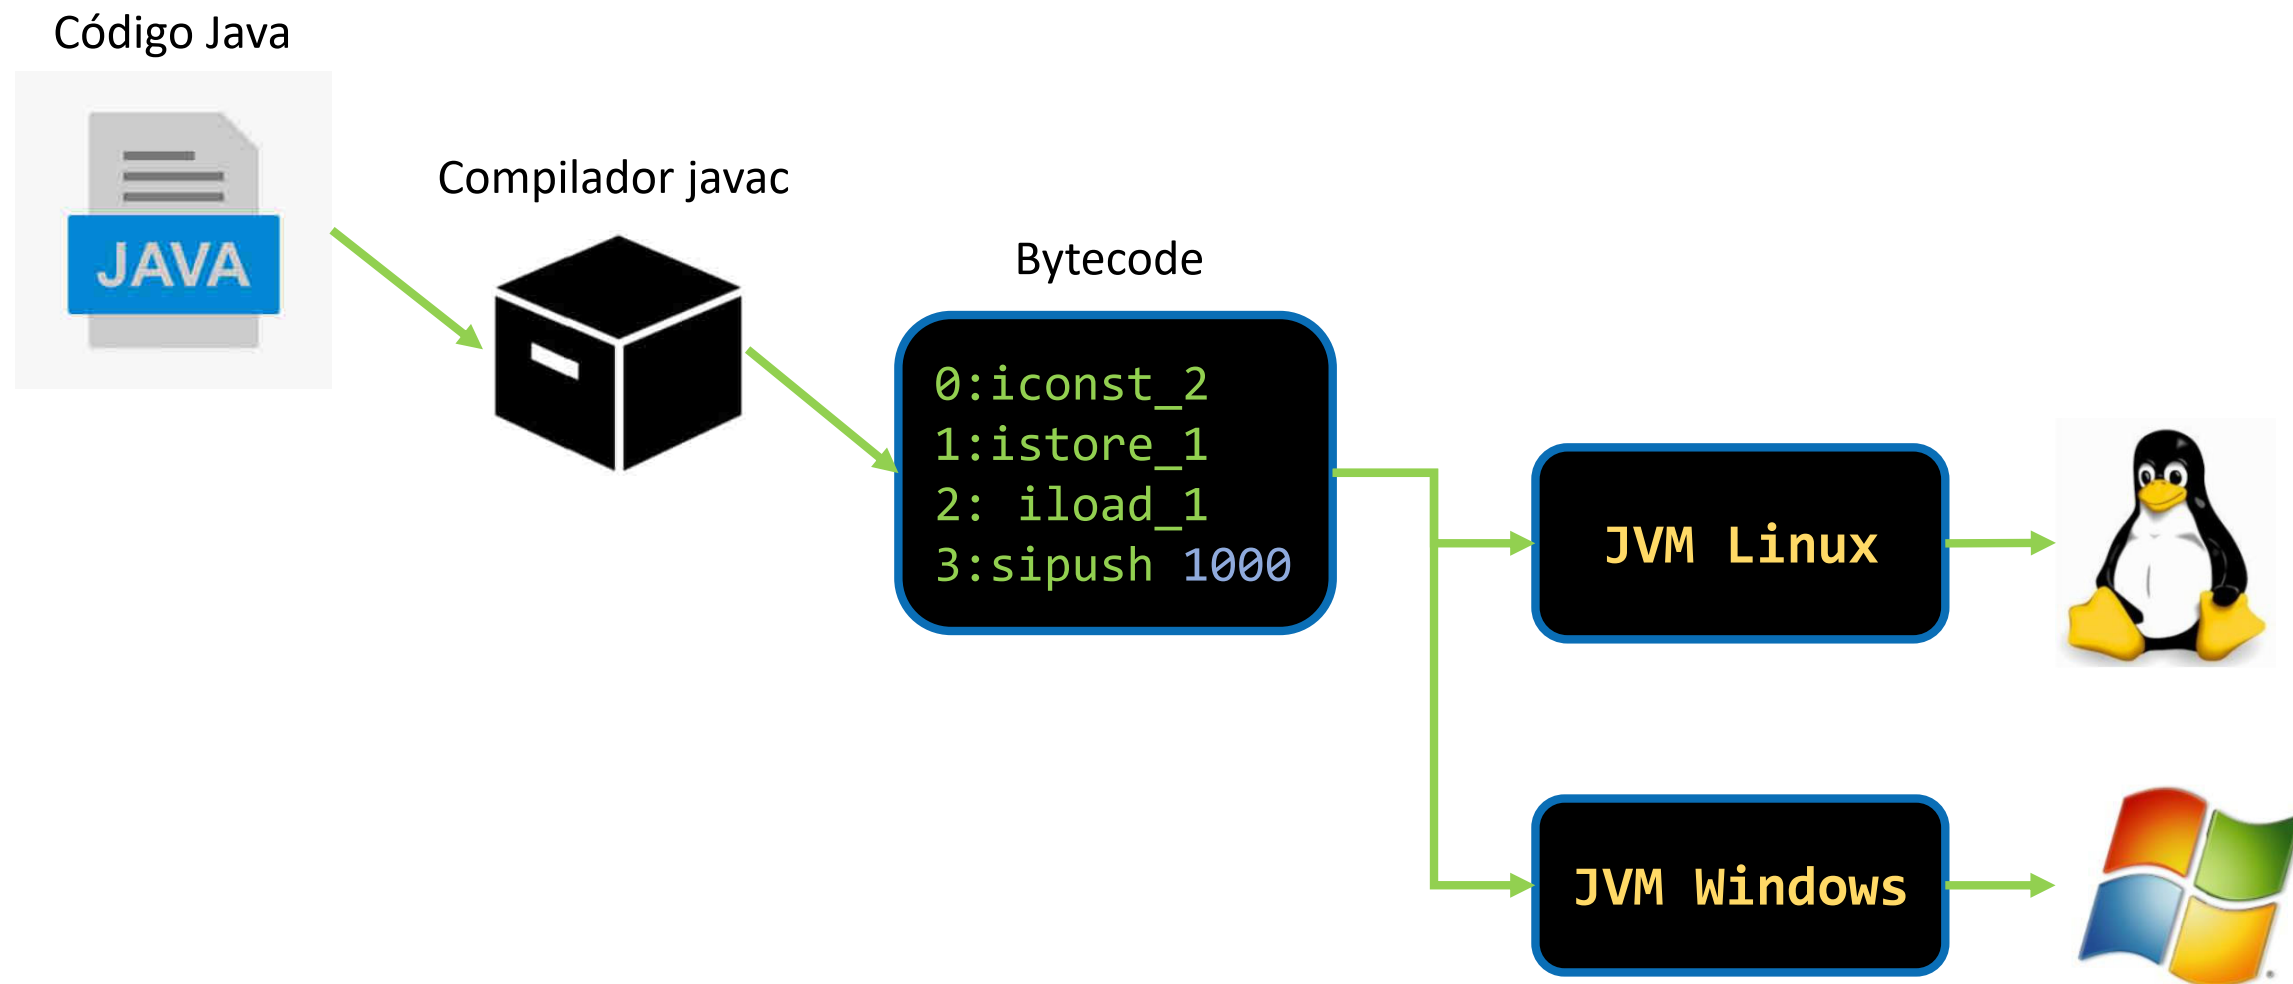 Código Java
JAVA
Compilador javac
Bytecode
0:iconst_2
1:istore_1
2: iload_1
3:sipush 1000
JVM Linux
JVM Windows